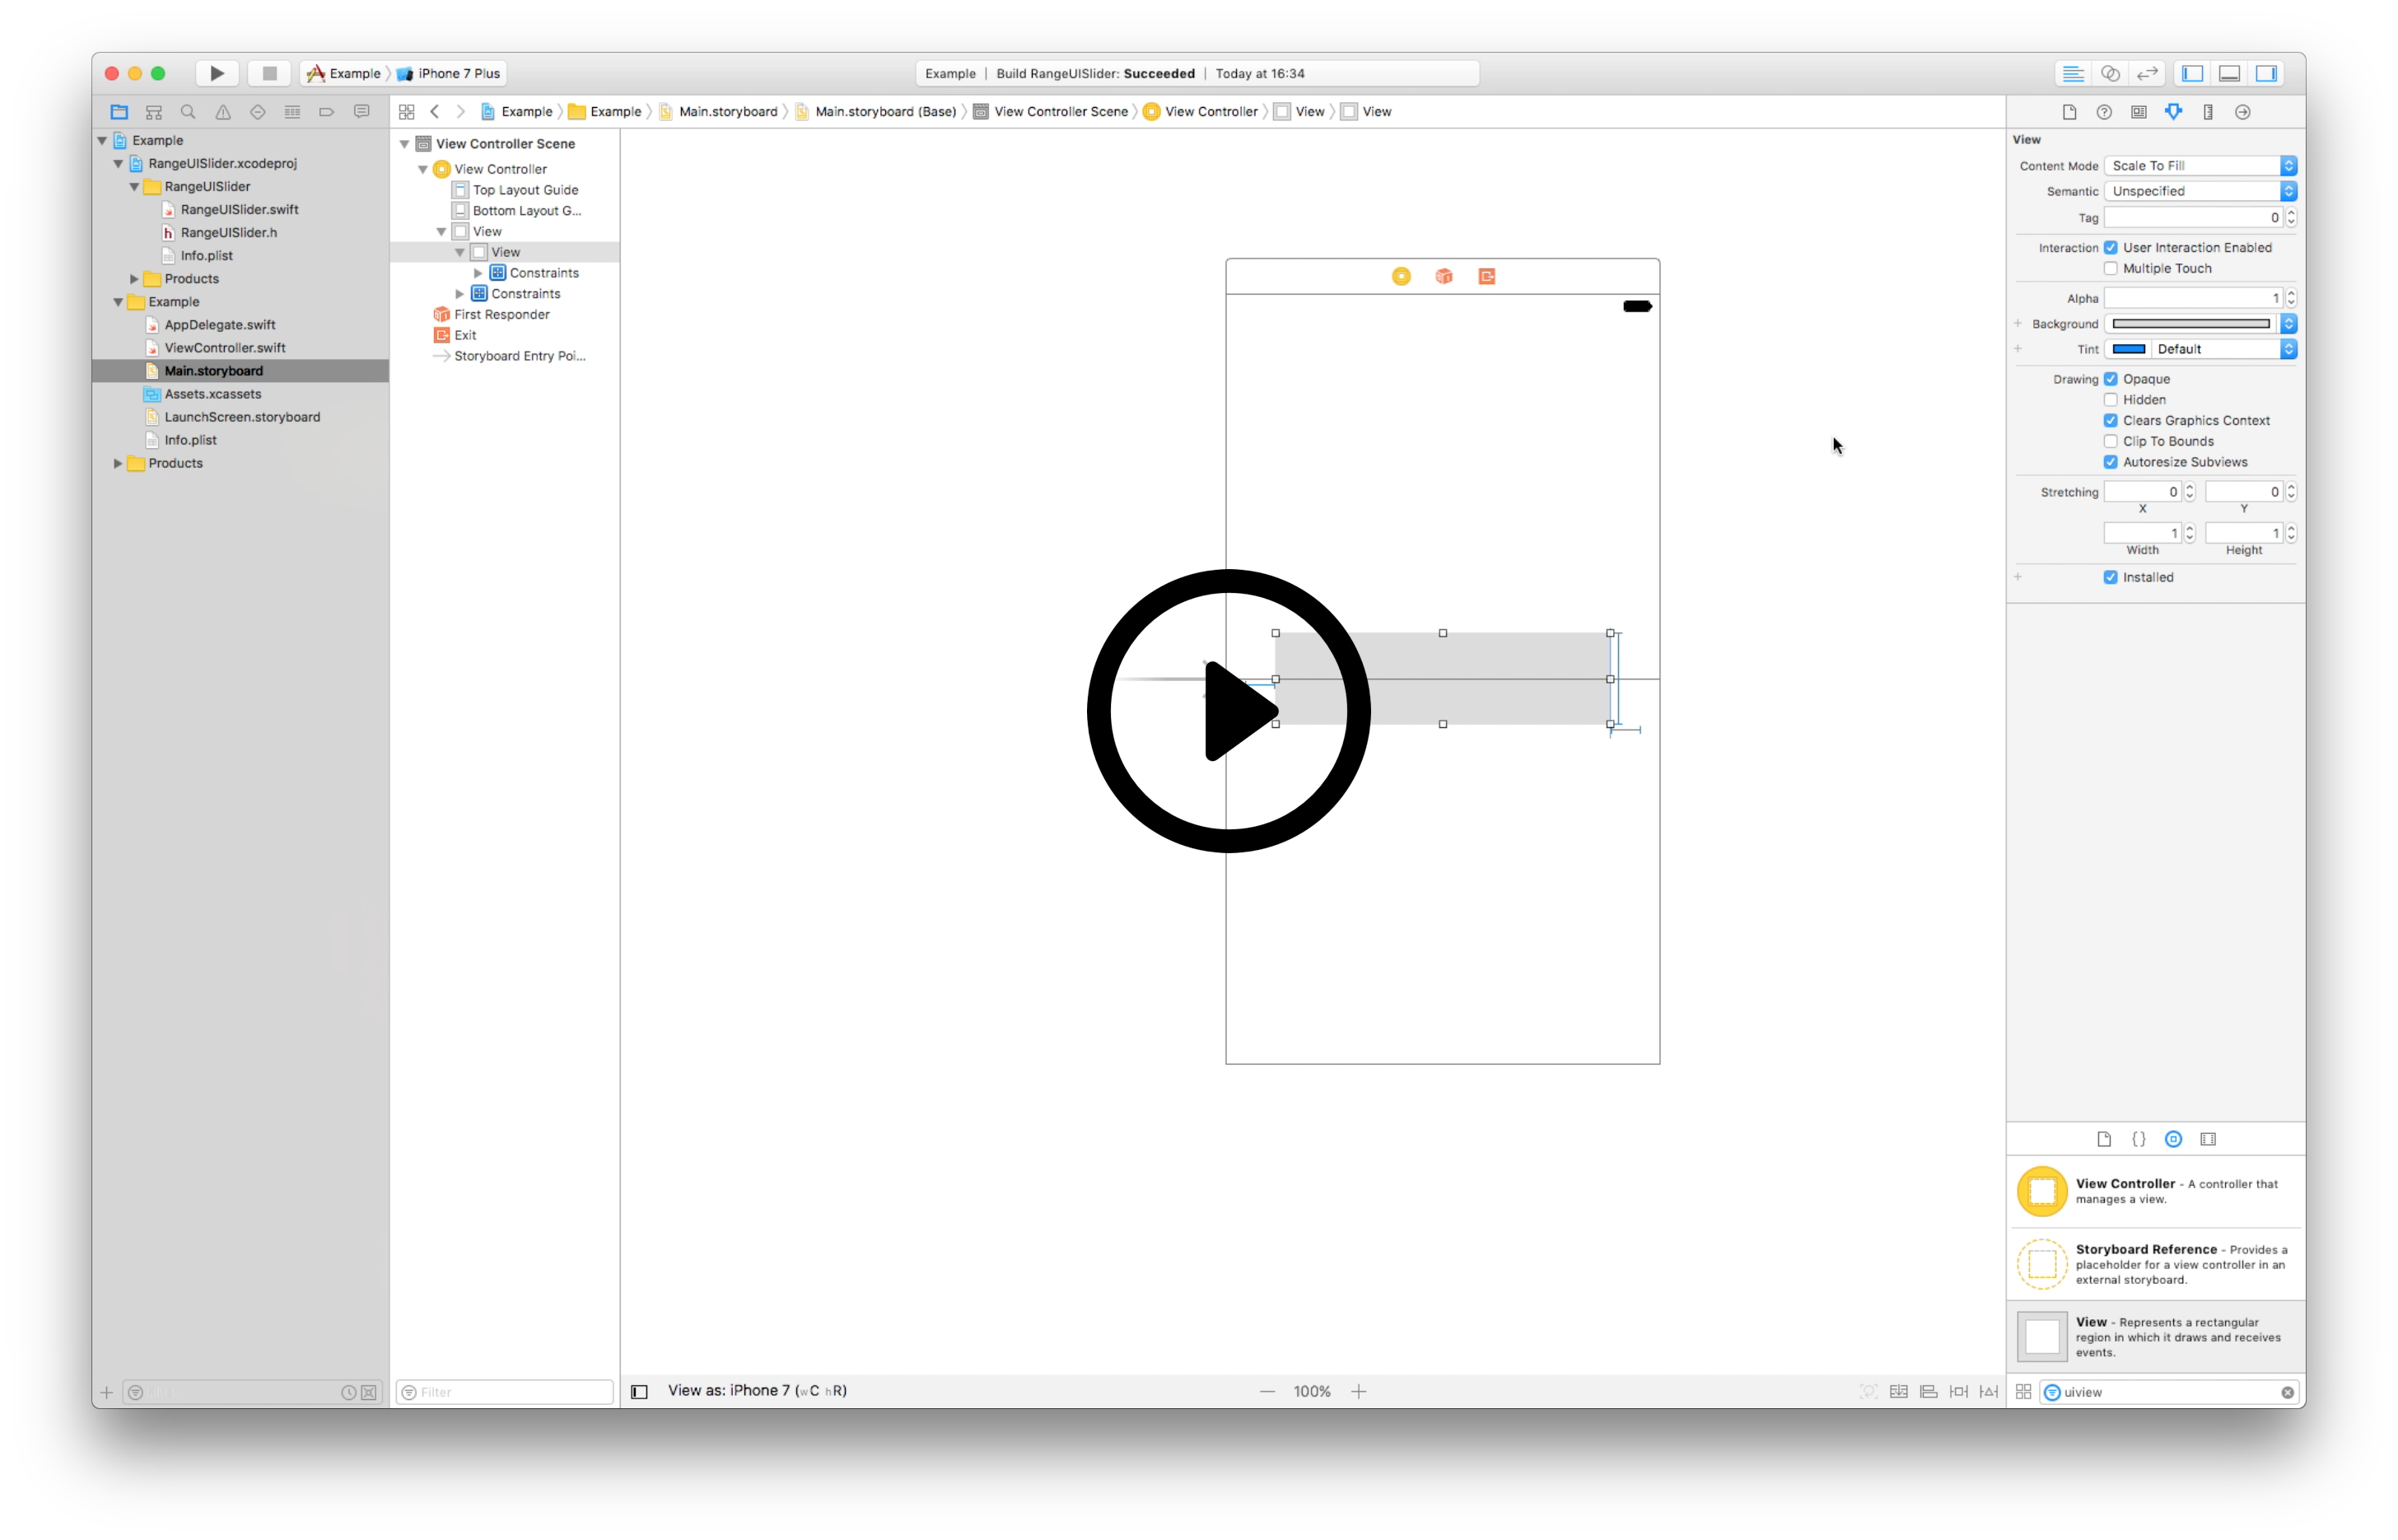 Example
iPhone 7 Plus
Example | Build RangeUISlider: Succeeded | Today at 16:34
Example
RangeUISlider.xcodeproj
RangeUISlider
RangeUISlider.swift
RangeUISlider.h
Info.plist
Products
Example
AppDelegate.swift
ViewController.swift
Main.storyboard
Assets.xcassets
LaunchScreen.storyboard
Info.plist
Products
Example
Example
Main.storyboard
Main.storyboard (Base)
View Controller Scene
View Controller
View
View
View Controller Scene
View Controller
Top Layout Guide
Bottom Layout G...
View
View
Constraints
Constraints
First Responder
Exit
Storyboard Entry Poi...
Filter
View as: iPhone 7 (wC hR)
100%
View
Content Mode Scale To Fill
Semantic Unspecified
Tag 0
Interaction User Interaction Enabled
Multiple Touch
Alpha 1
Background
Tint Default
Drawing Opaque
Hidden
Clears Graphics Context
Clip To Bounds
Autoresize Subviews
Stretching 0 0
X Y
1 1
Width Height
Installed
View Controller - A controller that
manages a view.
Storyboard Reference - Provides a
placeholder for a view controller in an
external storyboard.
View - Represents a rectangular
region in which it draws and receives
events.
uiview